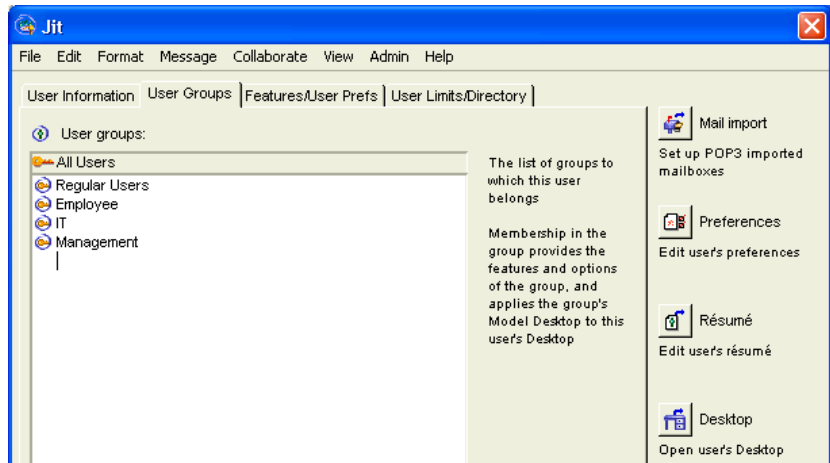 Jit
File Edit Format Message Collaborate View Admin Help
User Information User Groups Features/User Prefs User Limits/Directory
User groups:
All Users
Regular Users
Employee
IT
Management
The list of groups to
which this user
belongs
Membership in the
group provides the
features and options
of the group, and
applies the group's
Model Desktop to this
user's Desktop
Mail import
Set up POP3 imported
mailboxes
Preferences
Edit user's preferences
Résumé
Edit user's résumé
Desktop
Open user's Desktop